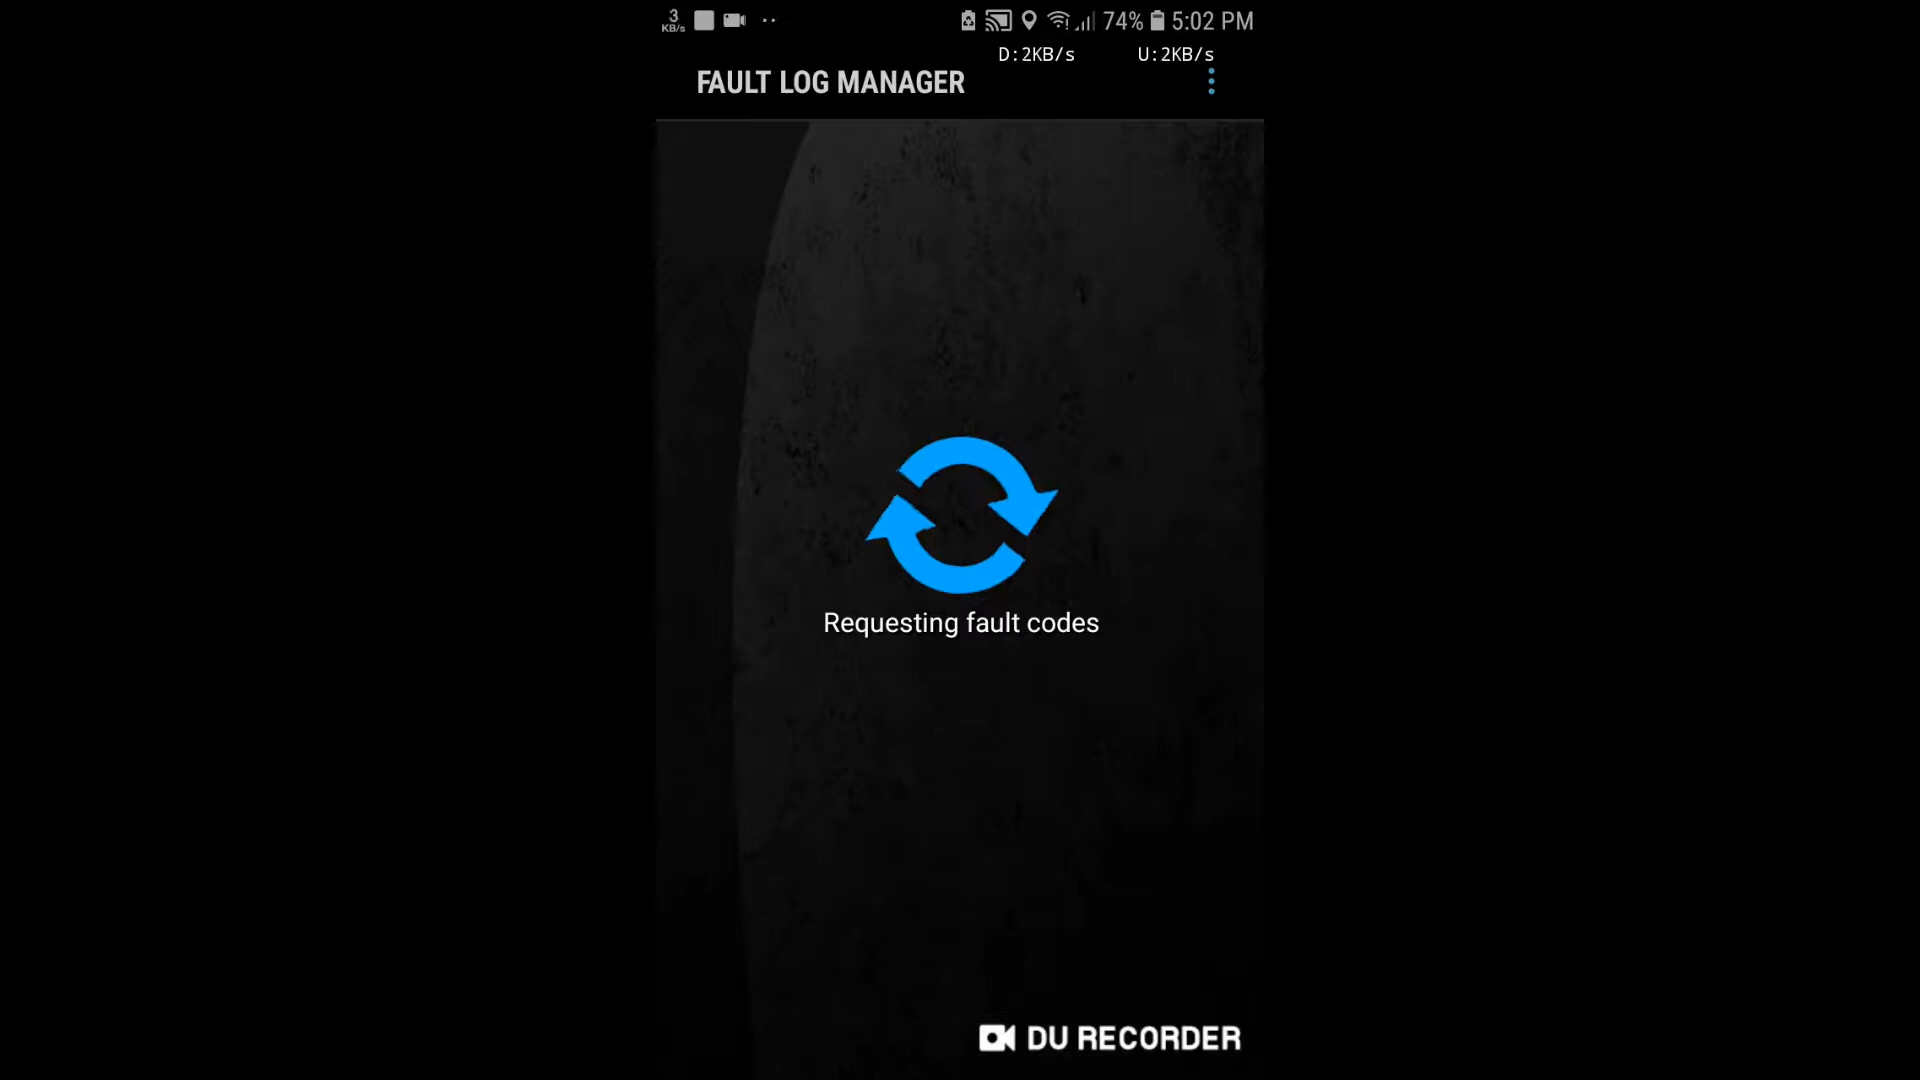 3
KB/s
74% 5:02 PM
D:2KB/s U:2KB/s
FAULT LOG MANAGER
Requesting fault codes
DU RECORDER